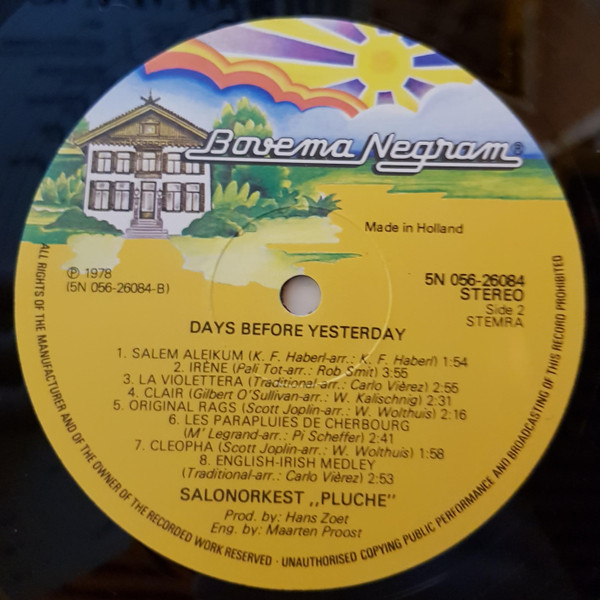 Bovema Negram®
Made in Holland
℗ 1978
(5N 056-26084-B)
5N 056-26084
STEREO
Side 2
STEMRA
DAYS BEFORE YESTERDAY
1. SALEM ALEIKUM (K. F. Haberl-arr.: K. F. Haberl) 1:54
2. IRÈNE (Pali Tot-arr.: Rob Smit) 3:55
3. LA VIOLETTERA (Traditional-arr.: Carlo Vièrez) 2:55
4. CLAIR (Gilbert O'Sullivan-arr.: W. Kalischnig) 2:31
5. ORIGINAL RAGS (Scott Joplin-arr.: W. Wolthuis) 2:16
6. LES PARAPLUIES DE CHERBOURG
(M' Legrand-arr.: Pi Scheffer) 2:41
7. CLEOPHA (Scott Joplin-arr.: W. Wolthuis) 1:58
8. ENGLISH-IRISH MEDLEY
(Traditional-arr.: Carlo Vièrez) 2:53
SALONORKEST „PLUCHE"
Prod. by: Hans Zoet
Eng. by: Maarten Proost
ALL RIGHTS OF THE MANUFACTURER AND OF THE OWNER OF THE RECORDED WORK RESERVED · UNAUTHORISED COPYING PUBLIC PERFORMANCE AND BROADCASTING OF THIS RECORD PROHIBITED